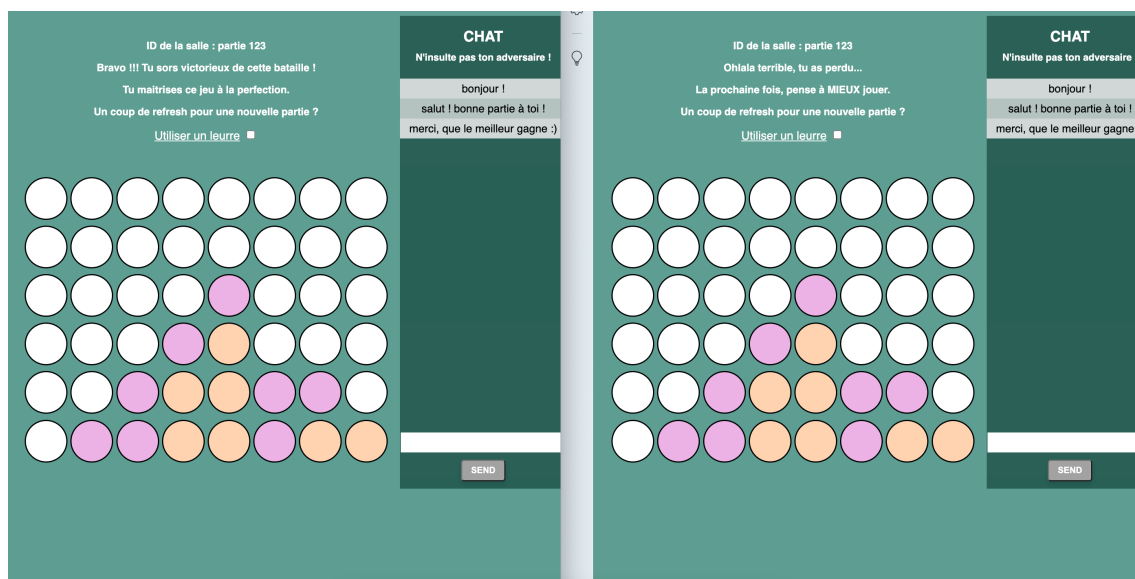 ID de la salle : partie 123
Bravo !!! Tu sors victorieux de cette bataille !
Tu maitrises ce jeu à la perfection.
Un coup de refresh pour une nouvelle partie ?
Utiliser un leurre
CHAT
N'insulte pas ton adversaire !
bonjour !
salut ! bonne partie à toi !
merci, que le meilleur gagne :)
SEND
ID de la salle : partie 123
Ohlala terrible, tu as perdu...
La prochaine fois, pense à MIEUX jouer.
Un coup de refresh pour une nouvelle partie ?
Utiliser un leurre
CHAT
N'insulte pas ton adversaire
bonjour !
salut ! bonne partie à toi !
merci, que le meilleur gagne
SEND